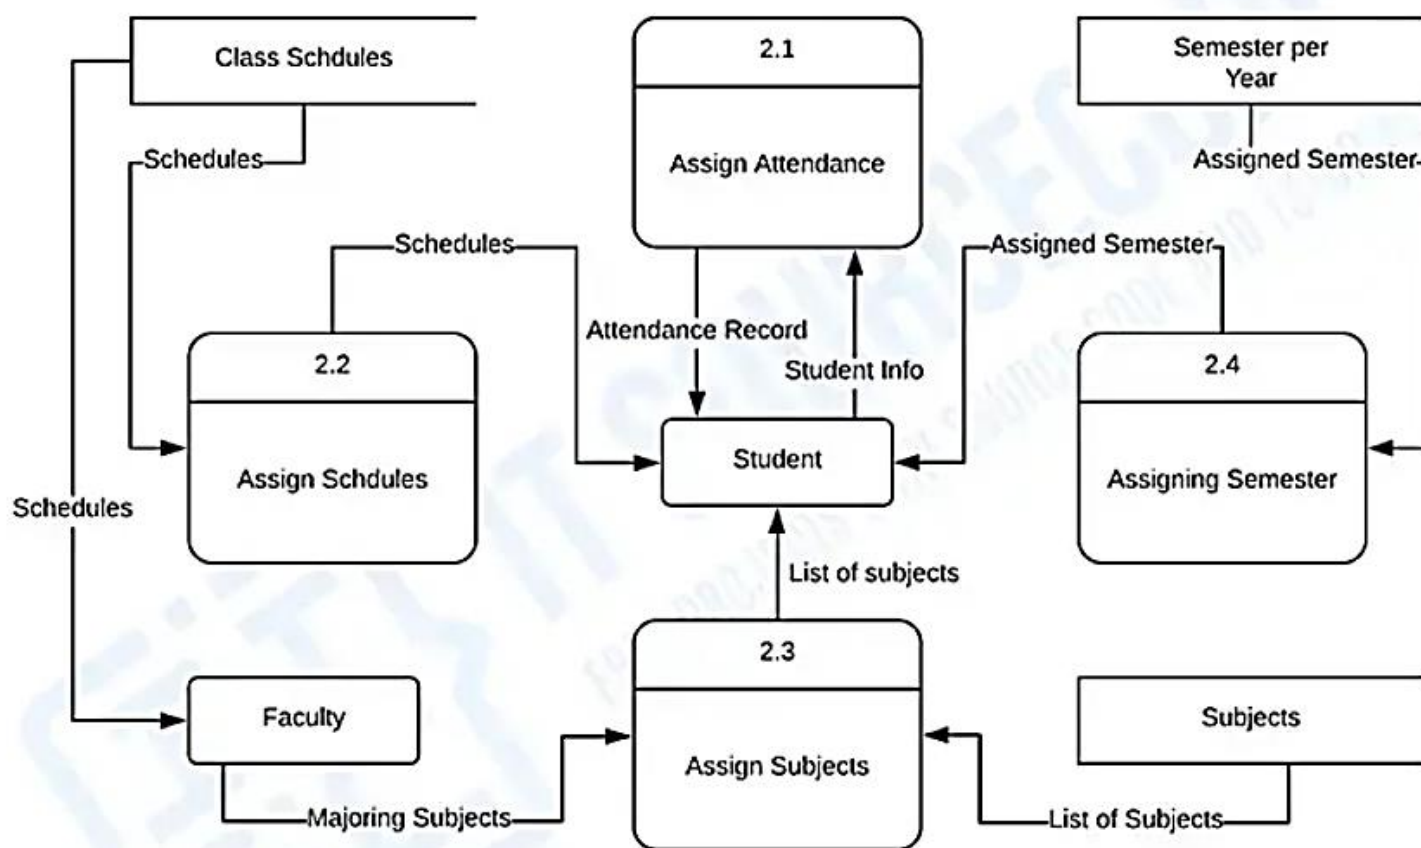 Class Schdules
2.1
Semester per
Year
Schedules
Assign Attendance
Assigned Semester
Schedules
Assigned Semester
Attendance Record
2.2
2.4
Student Info
Student
Assign Schdules
Assigning Semester
Schedules
List of subjects
2.3
Faculty
Subjects
Assign Subjects
Majoring Subjects
List of Subjects